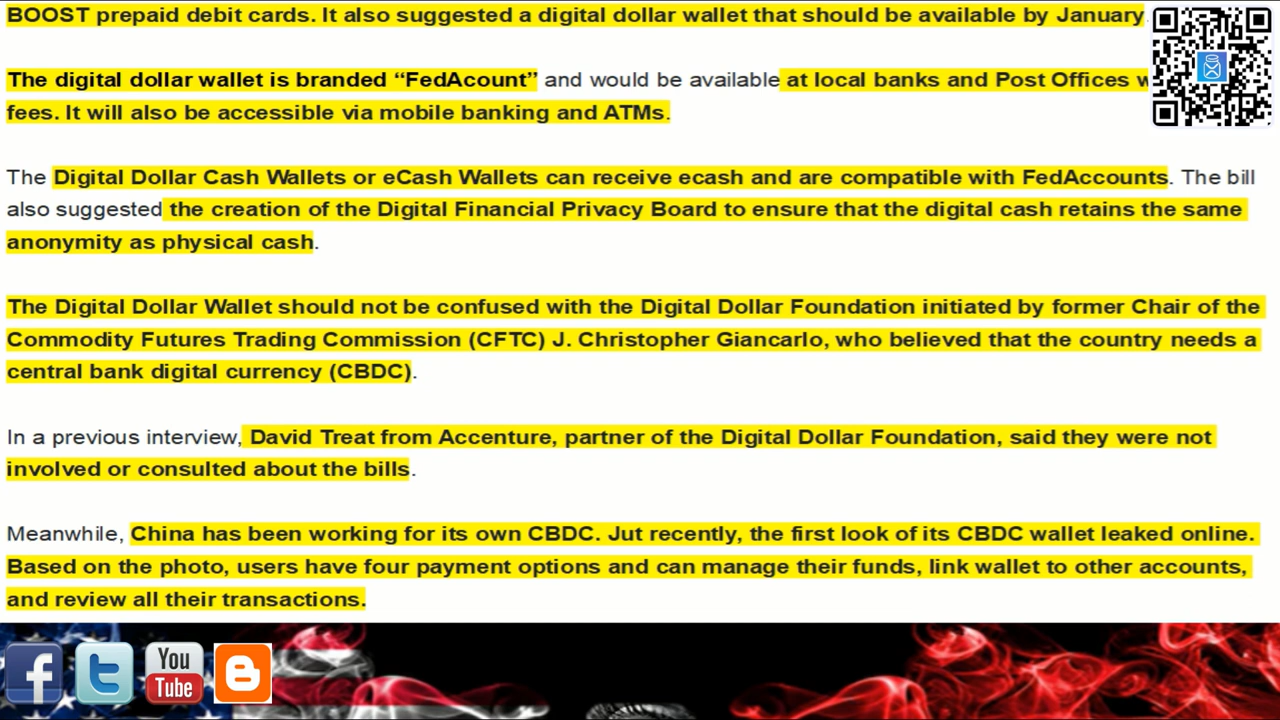 BOOST prepaid debit cards. It also suggested a digital dollar wallet that should be available by January
The digital dollar wallet is branded “FedAcount” and would be available at local banks and Post Offices
fees. It will also be accessible via mobile banking and ATMs.
The Digital Dollar Cash Wallets or eCash Wallets can receive ecash and are compatible with FedAccounts. The bill
also suggested the creation of the Digital Financial Privacy Board to ensure that the digital cash retains the same
anonymity as physical cash.
The Digital Dollar Wallet should not be confused with the Digital Dollar Foundation initiated by former Chair of the
Commodity Futures Trading Commission (CFTC) J. Christopher Giancarlo, who believed that the country needs a
central bank digital currency (CBDC).
In a previous interview, David Treat from Accenture, partner of the Digital Dollar Foundation, said they were not
involved or consulted about the bills.
Meanwhile, China has been working for its own CBDC. Jut recently, the first look of its CBDC wallet leaked online.
Based on the photo, users have four payment options and can manage their funds, link wallet to other accounts,
and review all their transactions.
You
Tube